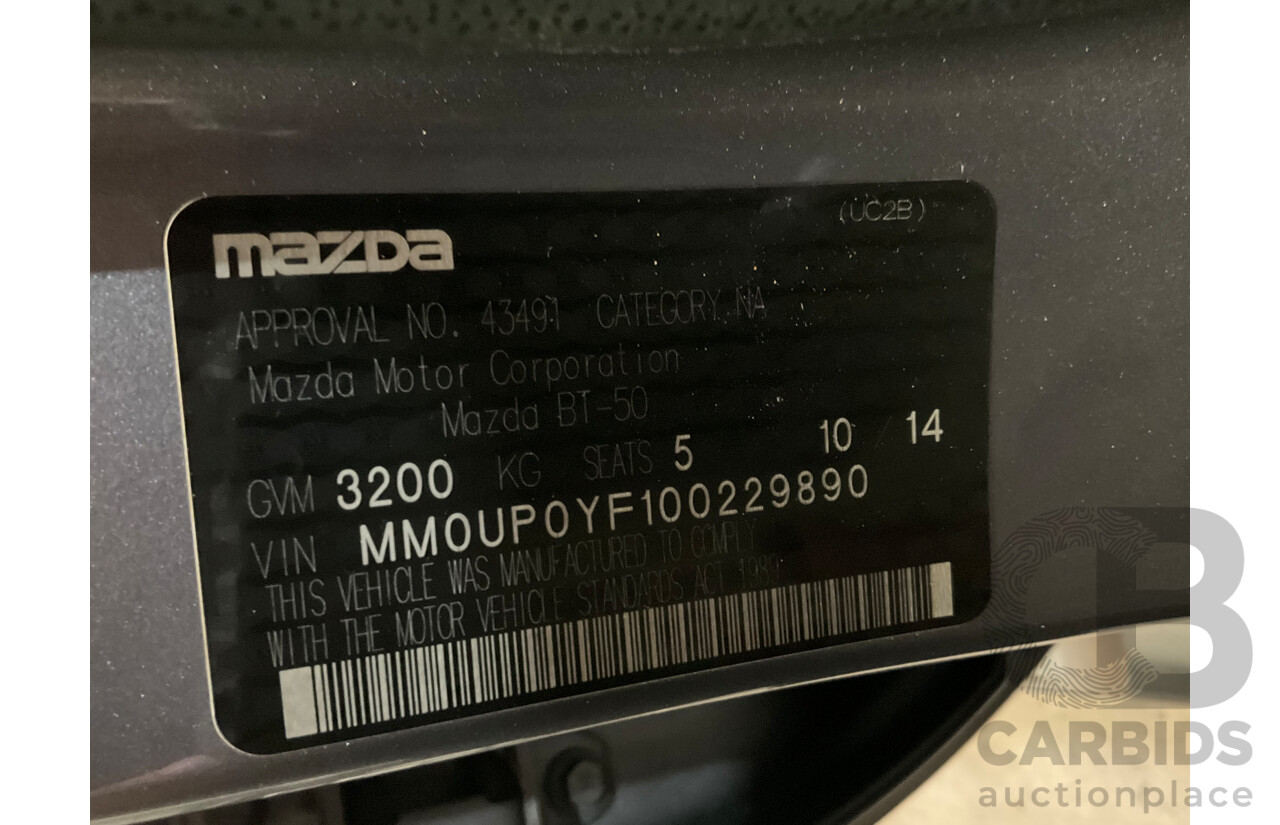 (UC2B)
mazda
APPROVAL NO. 43491 CATEGORY. NA
Mazda Motor Corporation
Mazda BT-50
GVM 3200 KG SEATS 5 10 / 14
VIN MM0UP0YF100229890
THIS VEHICLE WAS MANUFACTURED TO COMPLY
WITH THE MOTOR VEHICLE STANDARDS ACT 1989
CB
CARBIDS
auctionplace